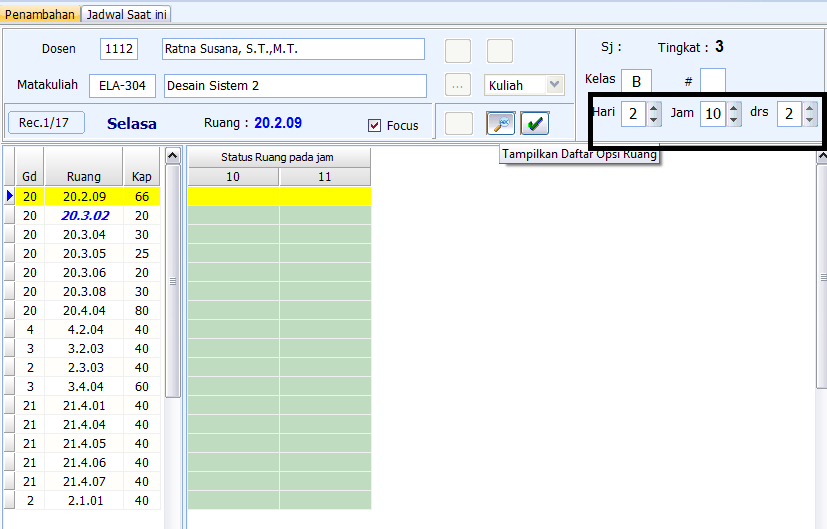 Penambahan Jadwal Saat ini
Dosen 1112 Ratna Susana, S.T.,M.T. Sj : Tingkat : 3
Matakuliah ELA-304 Desain Sistem 2 ... Kuliah Kelas B #
Rec.1/17 Selasa Ruang : 20.2.09 Focus Hari 2 Jam 10 drs 2
Tampilkan Daftar Opsi Ruang
Status Ruang pada jam
Gd Ruang Kap 10 11
20 20.2.09 66
20 20.3.02 20
20 20.3.04 30
20 20.3.05 25
20 20.3.06 20
20 20.3.08 30
20 20.4.04 80
4 4.2.04 40
3 3.2.03 40
2 2.3.03 40
3 3.4.04 60
21 21.4.01 40
21 21.4.04 40
21 21.4.05 40
21 21.4.06 40
21 21.4.07 40
2 2.1.01 40